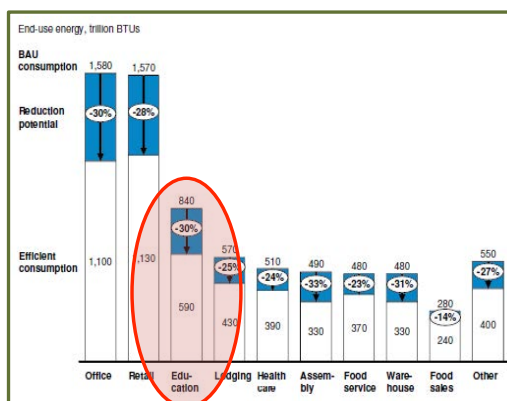 End-use energy, trillion BTUs
BAU
consumption
1,580
1,570
Reduction
potential
-30%
-28%
840
-30%
570
-25%
510
-24%
490
-33%
480
-23%
480
-31%
280
-14%
550
-27%
Efficient
consumption
1,100
,130
590
430
390
330
370
330
240
400
Office
Retail
Edu-
cation
Lodging
Health
care
Assem-
bly
Food
service
Ware-
house
Food
sales
Other